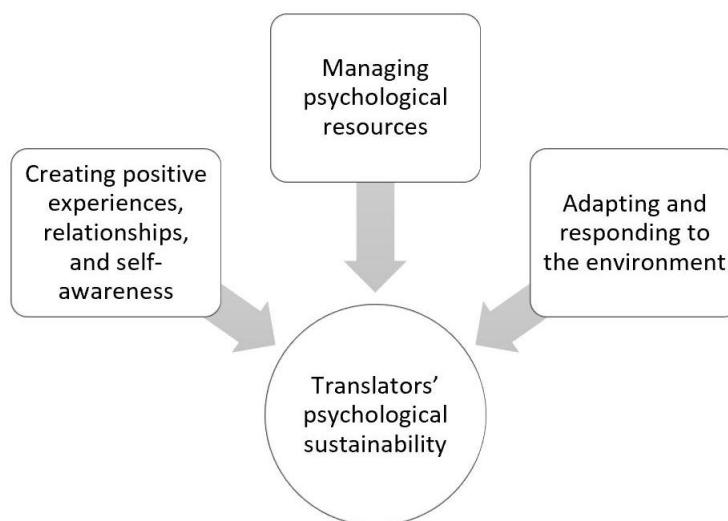 Managing
psychological
resources
Creating positive
experiences,
relationships,
and self-
awareness
Adapting and
responding to
the environment
Translators’
psychological
sustainability